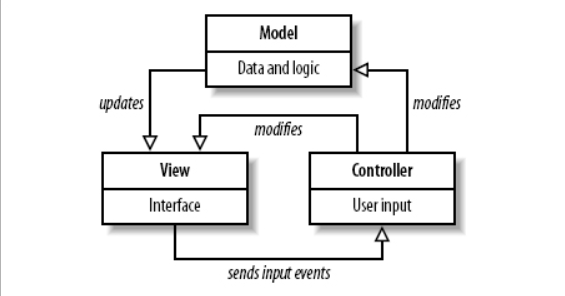 Model
Data and logic
updates
modifies
modifies
View
Interface
Controller
User input
sends input events